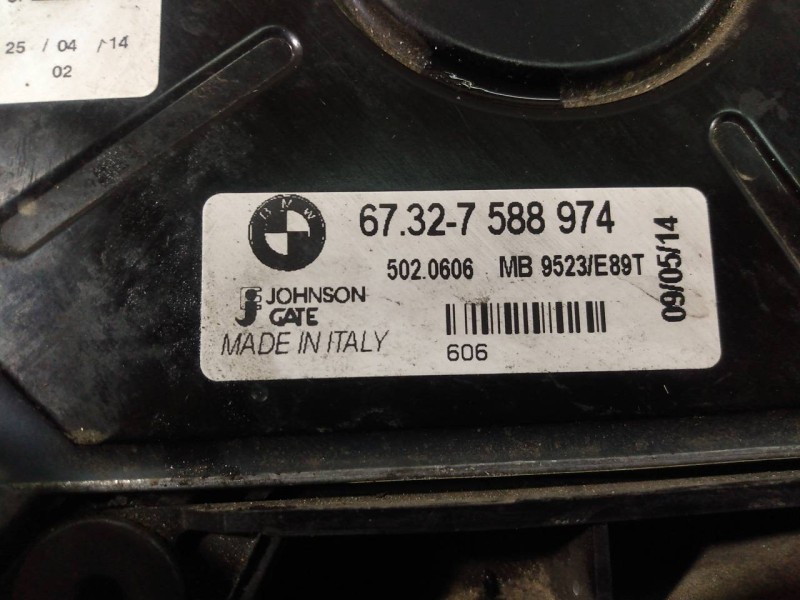 25 / 04 / 14
02
BMW
67.32-7 588 974
502.0606 MB 9523/E89T
09/05/14
JOHNSON
GATE
MADE IN ITALY
606